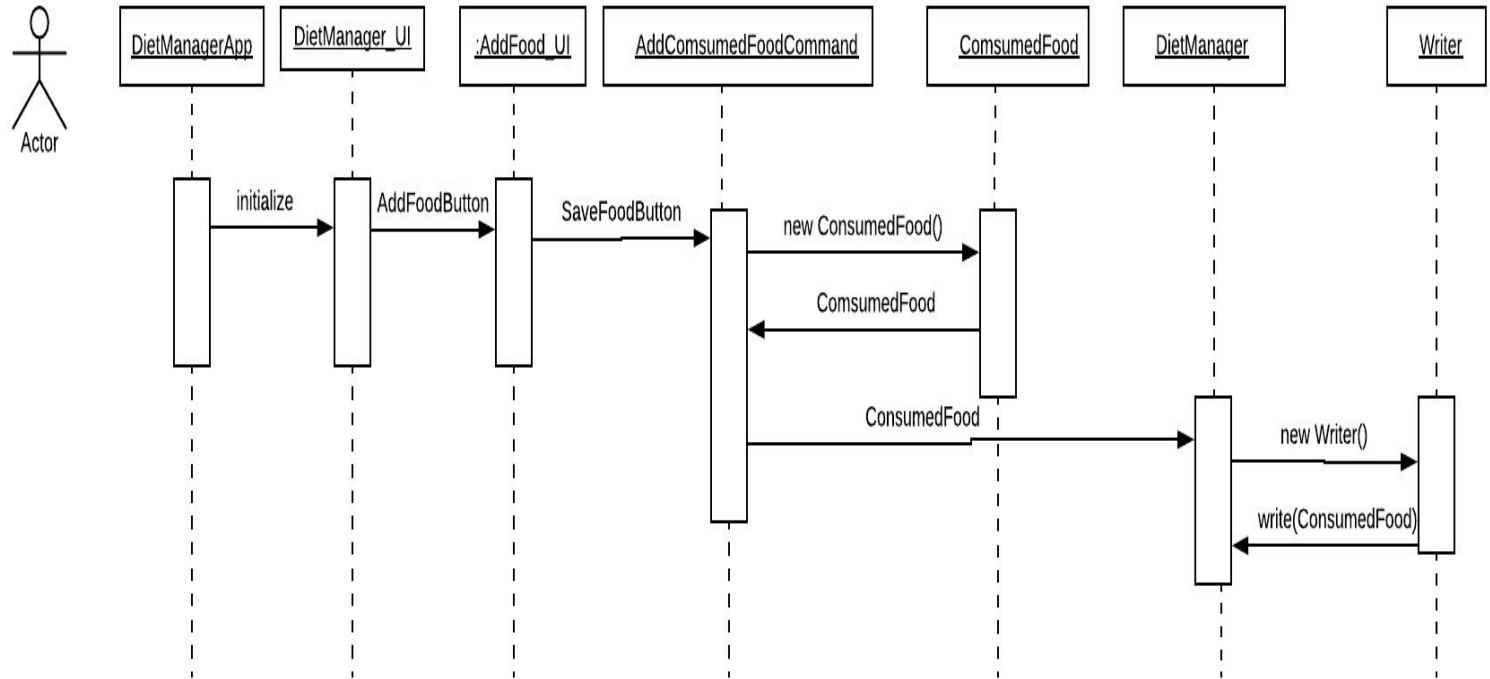 DietManagerApp
DietManager_UI
:AddFood_UI
AddComsumedFoodCommand
ComsumedFood
DietManager
Writer
Actor
initialize
AddFoodButton
SaveFoodButton
new ConsumedFood()
ComsumedFood
ConsumedFood
new Writer()
write(ConsumedFood)